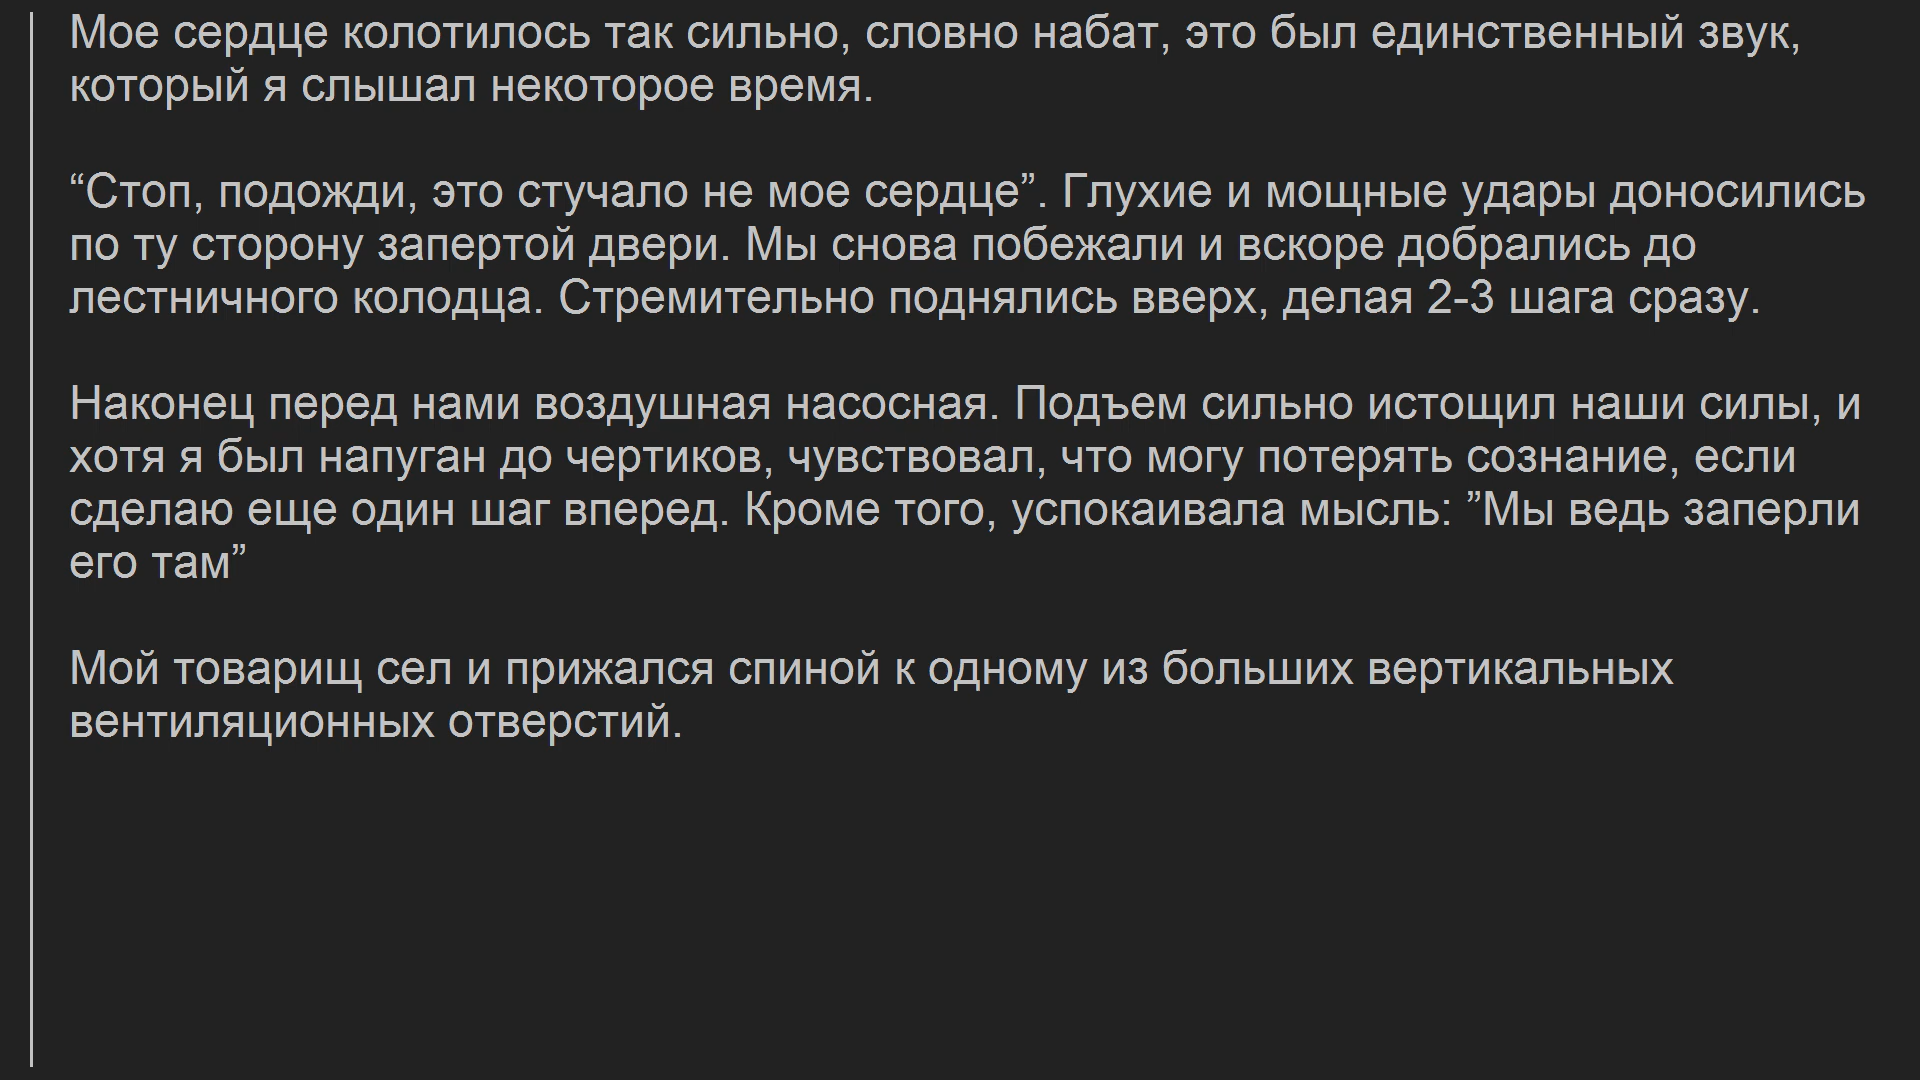 Мое сердце колотилось так сильно, словно набат, это был единственный звук,
который я слышал некоторое время.
“Стоп, подожди, это стучало не мое сердце”. Глухие и мощные удары доносились
по ту сторону запертой двери. Мы снова побежали и вскоре добрались до
лестничного колодца. Стремительно поднялись вверх, делая 2-3 шага сразу.
Наконец перед нами воздушная насосная. Подъем сильно истощил наши силы, и
хотя я был напуган до чертиков, чувствовал, что могу потерять сознание, если
сделаю еще один шаг вперед. Кроме того, успокаивала мысль: ”Мы ведь заперли
его там”
Мой товарищ сел и прижался спиной к одному из больших вертикальных
вентиляционных отверстий.